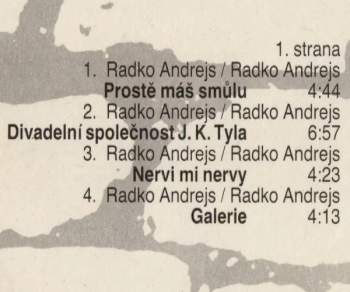 1. strana
1. Radko Andrejs / Radko Andrejs
Prostě máš smůlu 4:44
2. Radko Andrejs / Radko Andrejs
Divadelní společnost J. K. Tyla 6:57
3. Radko Andrejs / Radko Andrejs
Nervi mi nervy 4:23
4. Radko Andrejs / Radko Andrejs
Galerie 4:13